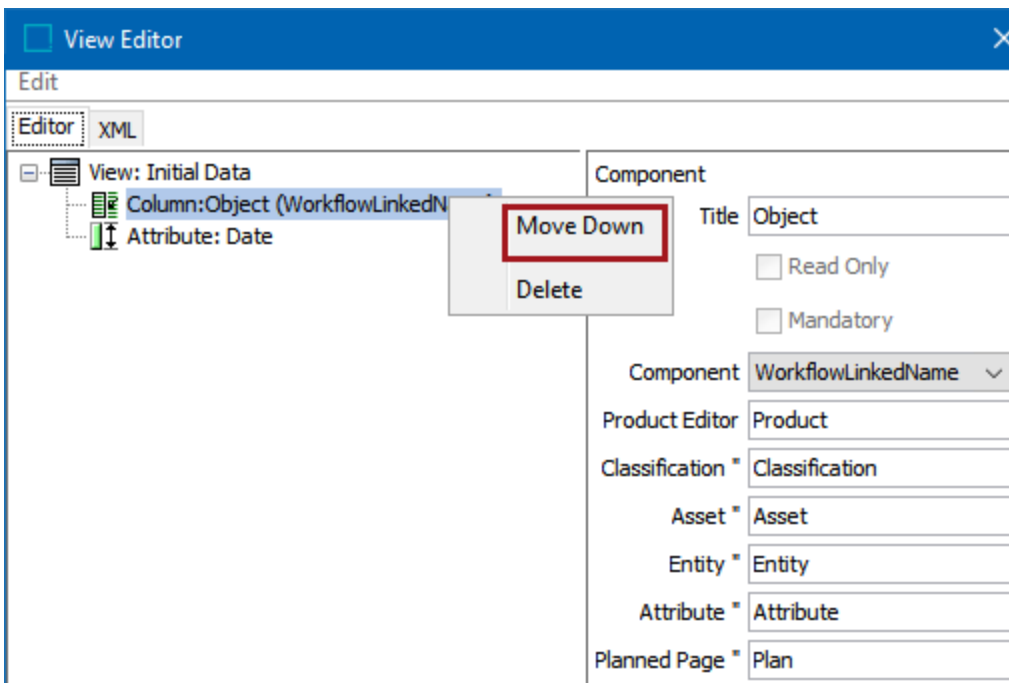 View Editor
Edit
Editor XML
View: Initial Data
Column:Object (WorkflowLinkedN
Attribute: Date
Move Down
Delete
Component
Title Object
Read Only
Mandatory
Component WorkflowLinkedName
Product Editor Product
Classification " Classification
Asset " Asset
Entity " Entity
Attribute " Attribute
Planned Page " Plan